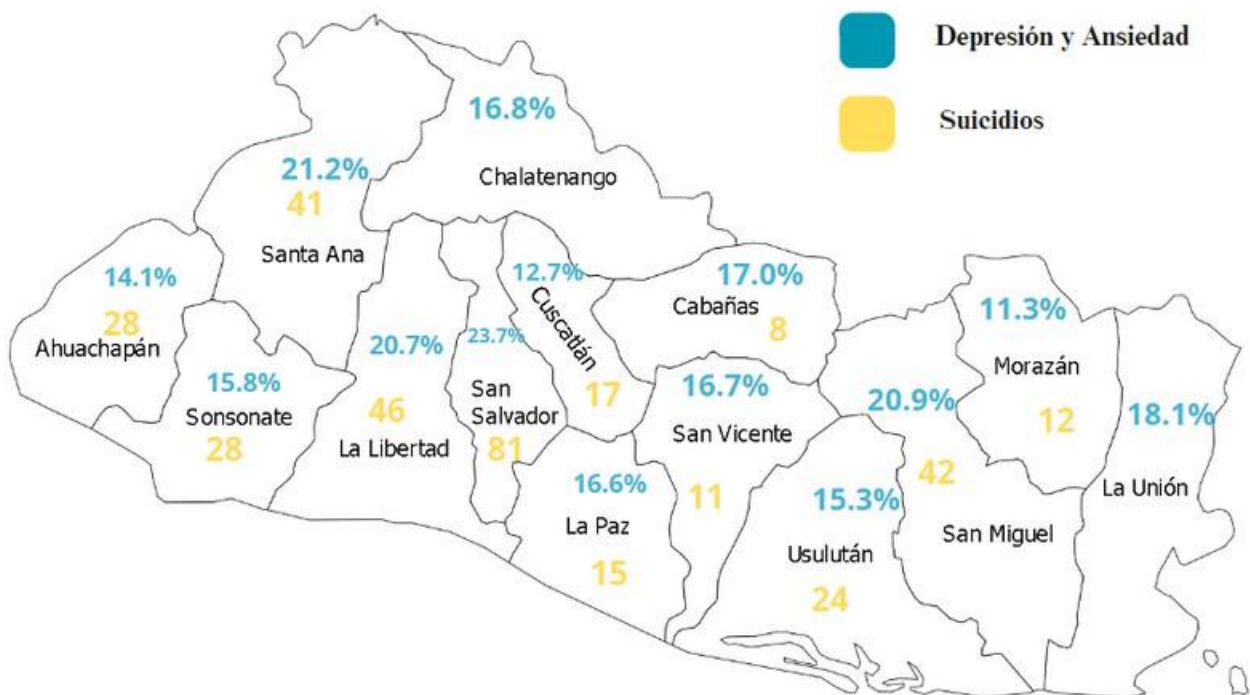 Depresión y Ansiedad
Suicidios
16.8%
Chalatenango
21.2%
41
Santa Ana
14.1%
28
Ahuachapán
15.8%
Sonsonate
28
20.7%
46
La Libertad
23.7%
San
Salvador
81
12.7%
Cuscatlán
17
17.0%
Cabañas
8
16.6%
La Paz
15
16.7%
San Vicente
11
15.3%
Usulután
24
20.9%
42
San Miguel
11.3%
Morazán
12
18.1%
La Unión